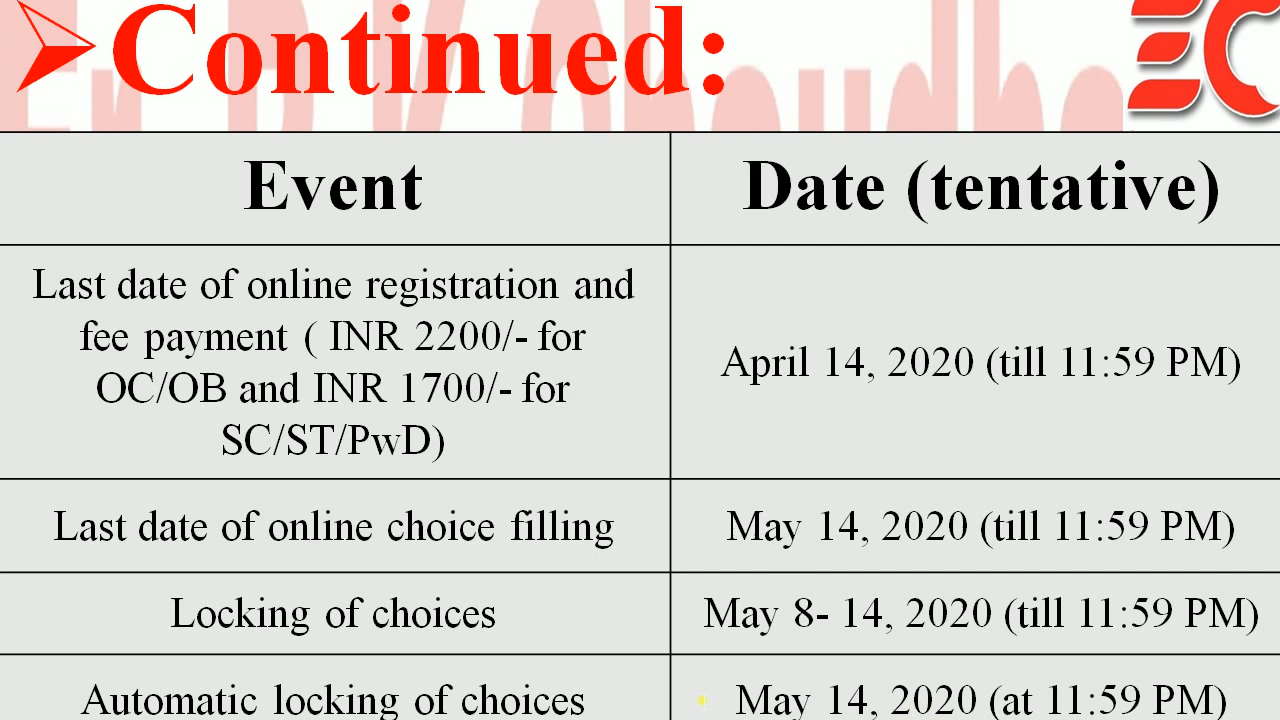 Continued:
EC
Event
Date (tentative)
Last date of online registration and
fee payment ( INR 2200/- for
OC/OB and INR 1700/- for
SC/ST/PwD)
April 14, 2020 (till 11:59 PM)
Last date of online choice filling
May 14, 2020 (till 11:59 PM)
Locking of choices
May 8- 14, 2020 (till 11:59 PM)
Automatic locking of choices
May 14, 2020 (at 11:59 PM)